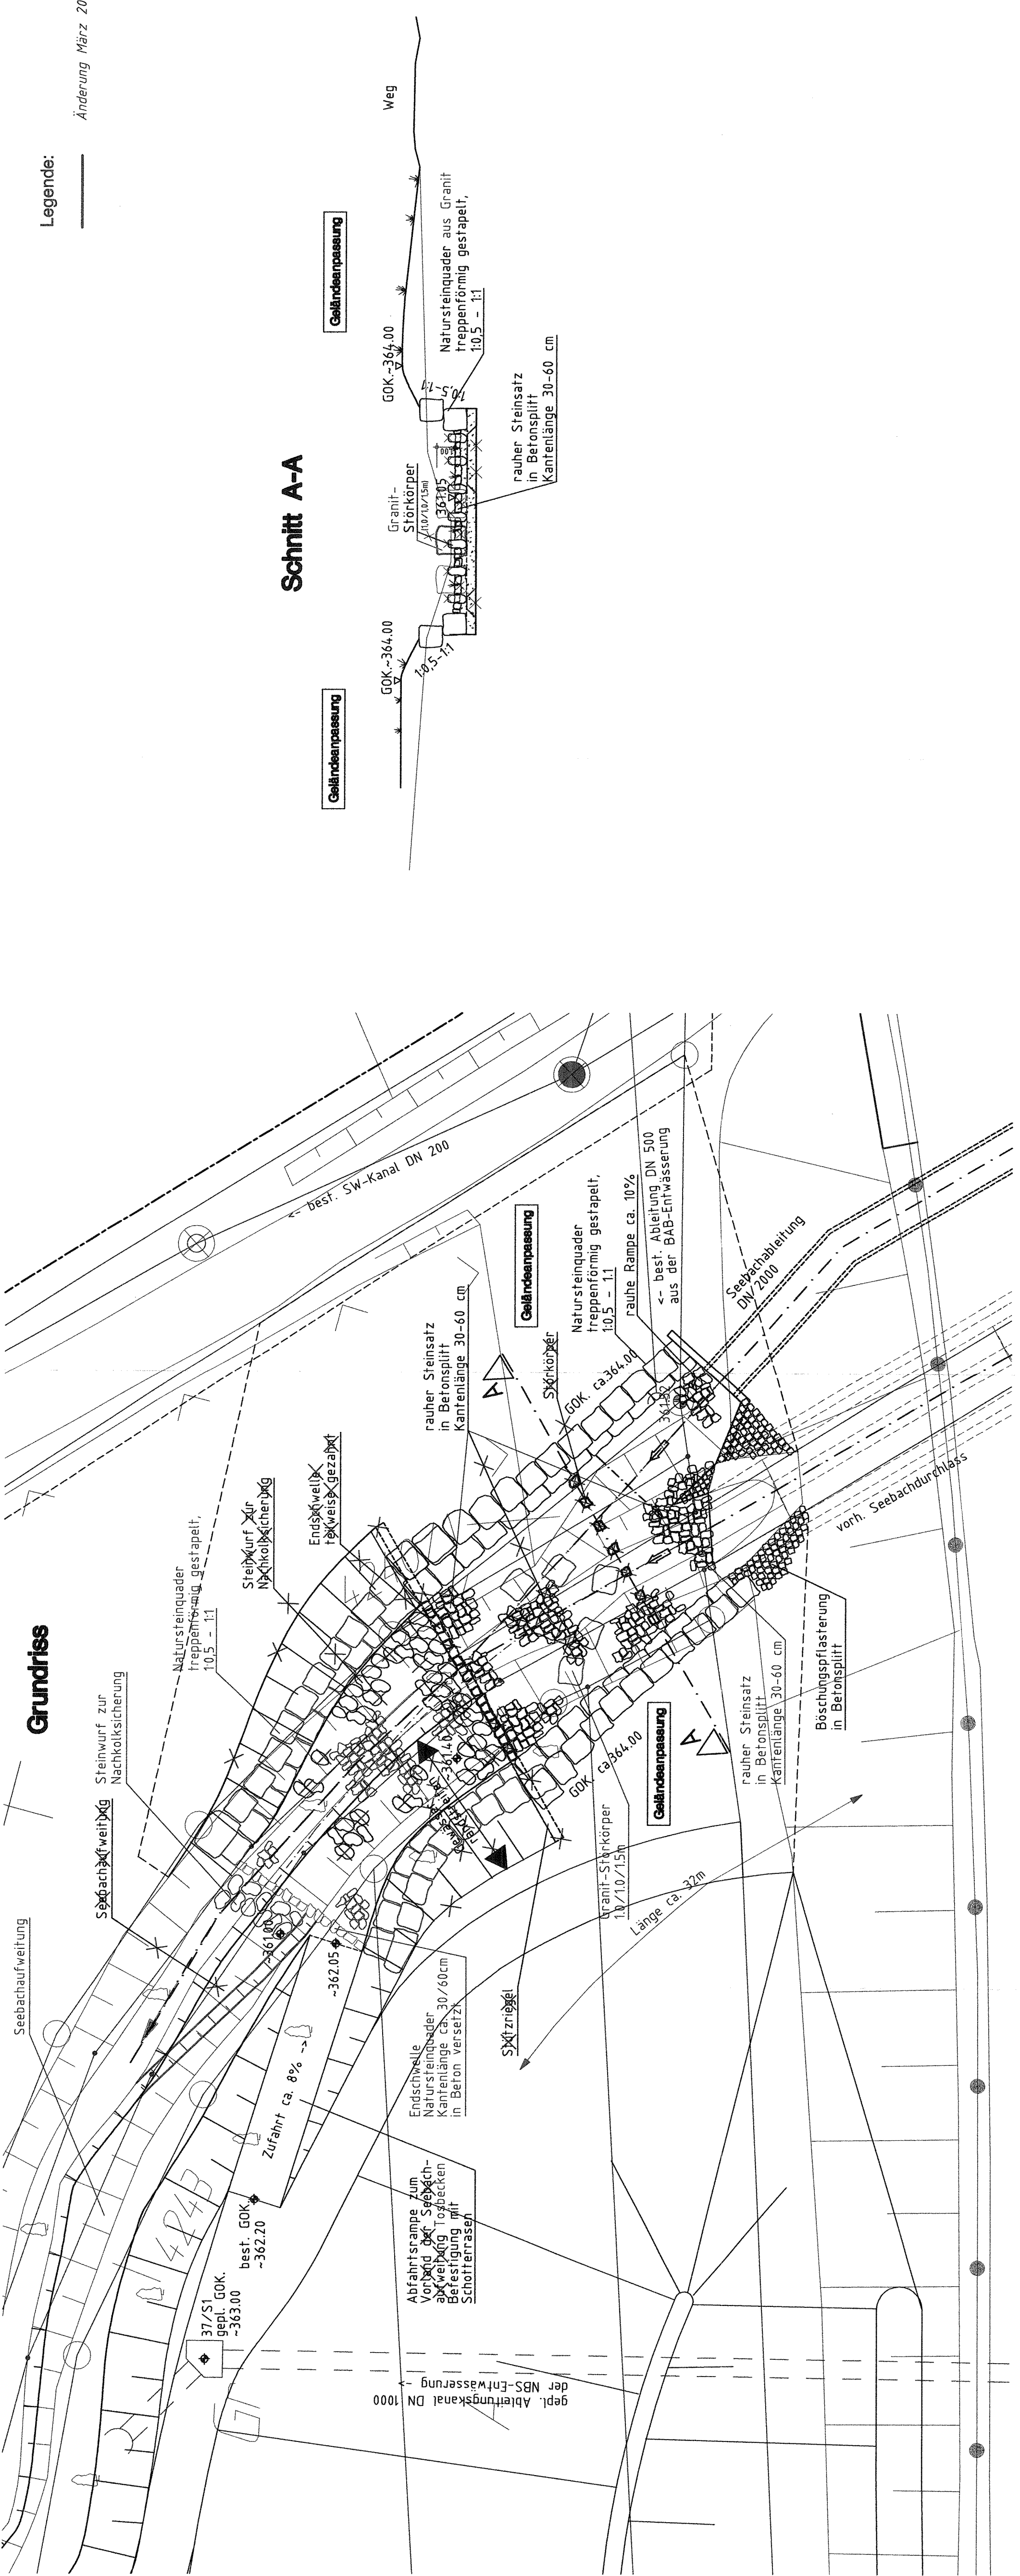 Legende:
Änderung März 20
Schnitt A-A
Geländeanpassung
Geländeanpassung
GOK.~364.00
GOK.~364.00
Weg
1:0,5-1:1
1:0,5-1:1
Granit-
Störkörper
(1.0/1.0/1.5m)
361.05
Natursteinquader aus Granit
treppenförmig gestapelt,
1:0,5 - 1:1
rauher Steinsatz
in Betonsplitt
Kantenlänge 30-60 cm
Grundriss
Seebachaufweitung
Seebachaufweitung
Steinwurf zur
Nachkolksicherung
Natursteinquader
treppenförmig gestapelt,
1:0,5 - 1:1
Steinwurf zur
Nachkolksicherung
Endschwelle
teilweise gezahnt
<- best. SW-Kanal DN 200
rauher Steinsatz
in Betonsplitt
Kantenlänge 30-60 cm
A
Geländeanpassung
Störkörper
Natursteinquader
treppenförmig gestapelt,
1:0,5 - 1:1
rauhe Rampe ca. 10%
<- best. Ableitung DN 500
aus der BAB-Entwässerung
GOK. ca.364.00
Seebachableitung
DN 2000
vorh. Seebachdurchlass
Böschungspflasterung
in Betonsplitt
rauher Steinsatz
in Betonsplitt
Kantenlänge 30-60 cm
A
Geländeanpassung
GOK. ca.364.00
Granit-Störkörper
1.0/1.0/1.5m
Länge ca. 32m
~361.00
~362.05
Stützriegel
Endschwelle
Natursteinquader
Kantenlänge ca. 30/60cm
in Beton versetzt
Zufahrt ca. 8% ->
Abfahrtsrampe zum
Vorland der Seebach-
aufweitung Tosbecken
Befestigung mit
Schotterrasen
4243
best. GOK.
~362.20
37/S1
gepl. GOK.
~363.00
gepl. Ableitungskanal DN 1000
der NBS-Entwässerung ->